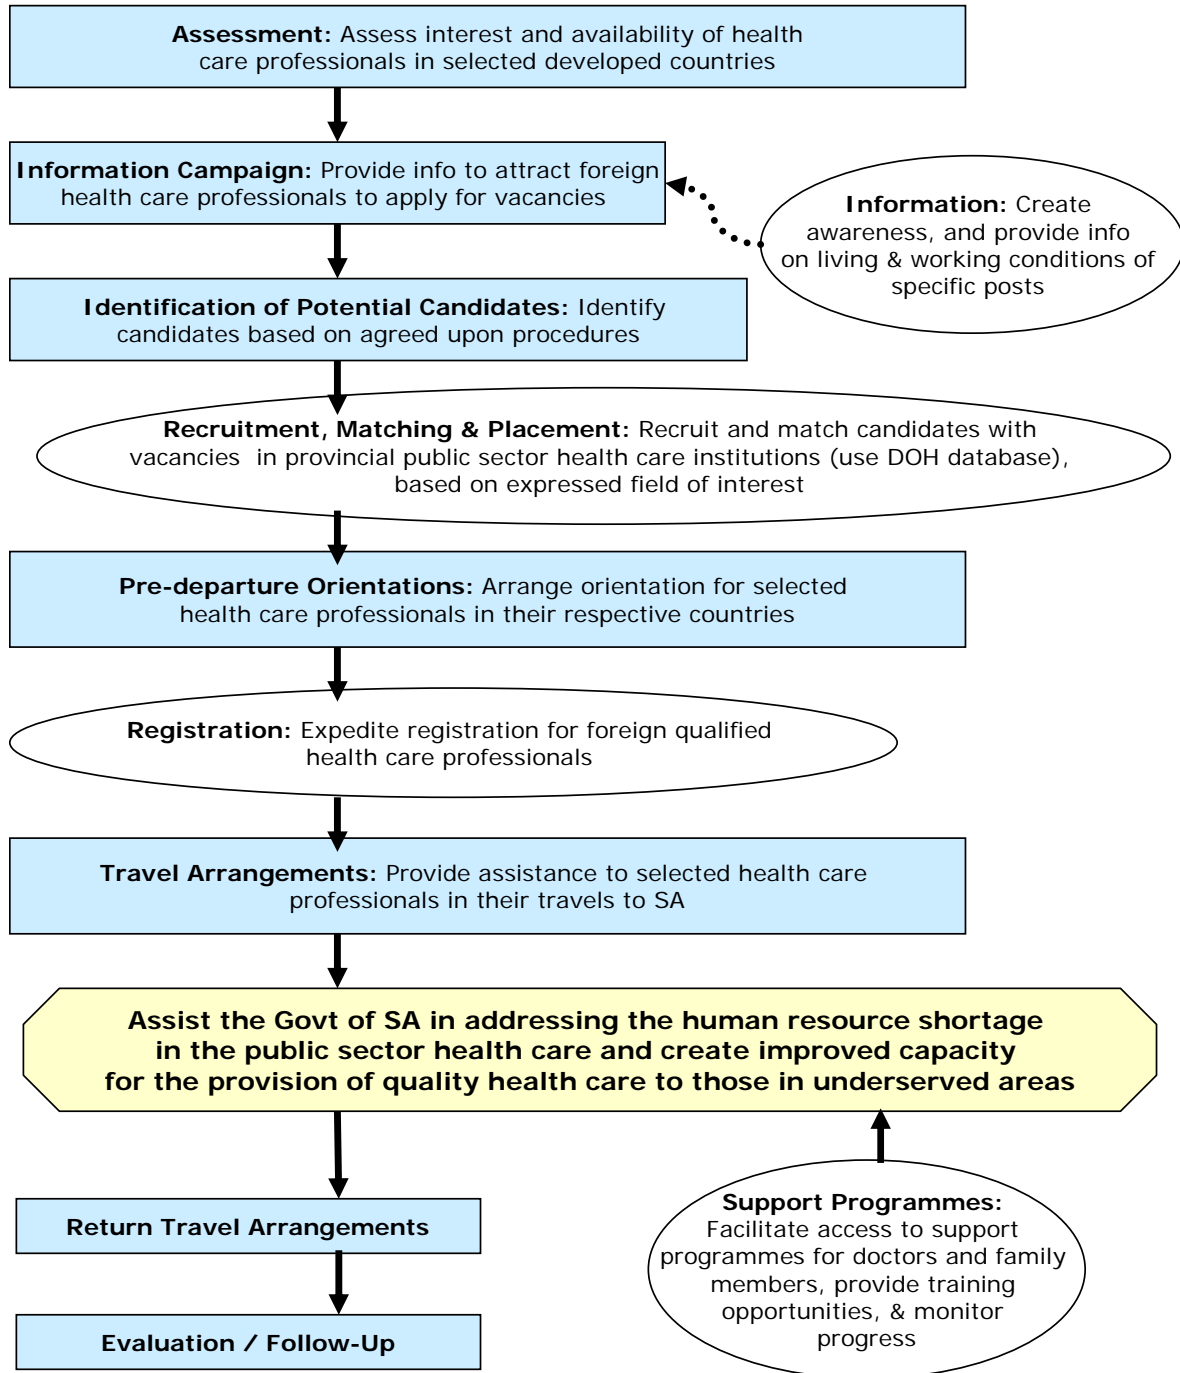 Assessment: Assess interest and availability of health
care professionals in selected developed countries
Information Campaign: Provide info to attract foreign
health care professionals to apply for vacancies
Information: Create
awareness, and provide info
on living & working conditions of
specific posts
Identification of Potential Candidates: Identify
candidates based on agreed upon procedures
Recruitment, Matching & Placement: Recruit and match candidates with
vacancies in provincial public sector health care institutions (use DOH database),
based on expressed field of interest
Pre-departure Orientations: Arrange orientation for selected
health care professionals in their respective countries
Registration: Expedite registration for foreign qualified
health care professionals
Travel Arrangements: Provide assistance to selected health care
professionals in their travels to SA
Assist the Govt of SA in addressing the human resource shortage
in the public sector health care and create improved capacity
for the provision of quality health care to those in underserved areas
Return Travel Arrangements
Evaluation / Follow-Up
Support Programmes:
Facilitate access to support
programmes for doctors and family
members, provide training
opportunities, & monitor
progress